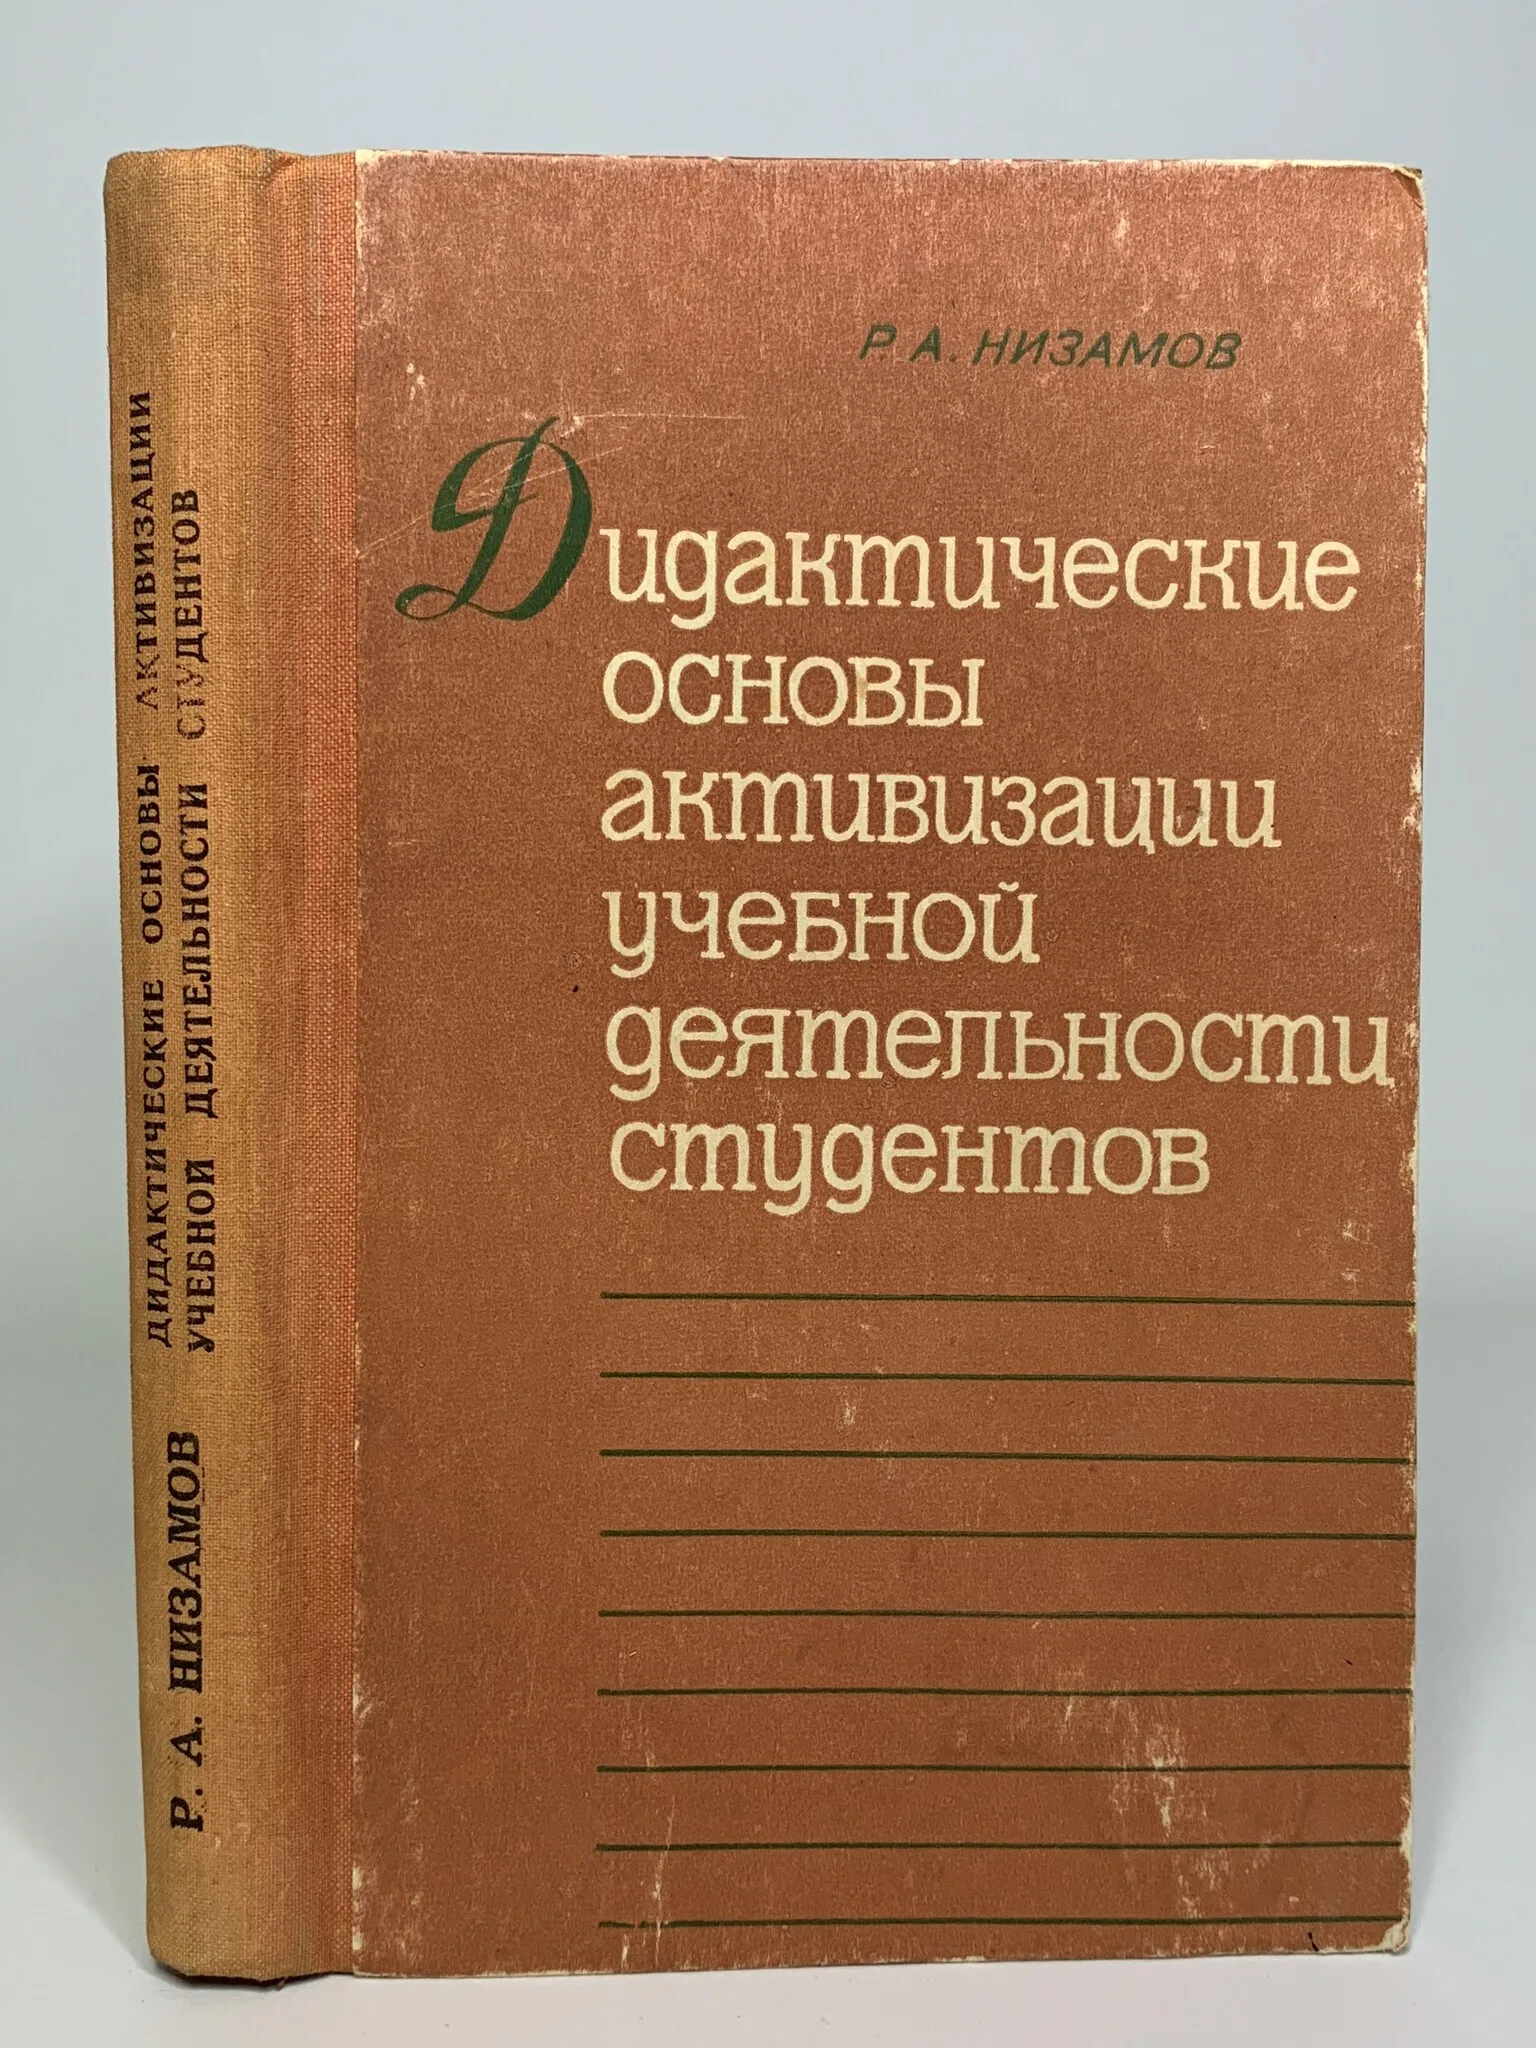 Р. А. НИЗАМОВ
ДИДАКТИЧЕСКИЕ ОСНОВЫ АКТИВИЗАЦИИ
УЧЕБНОЙ ДЕЯТЕЛЬНОСТИ СТУДЕНТОВ
Р. А. НИЗАМОВ
Дидактические
основы
активизации
учебной
деятельности
студентов